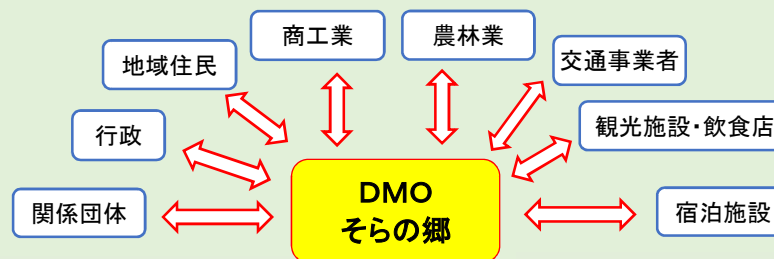 商工業
農林業
地域住民
交通事業者
行政
観光施設・飲食店
関係団体
DMO
そらの郷
宿泊施設